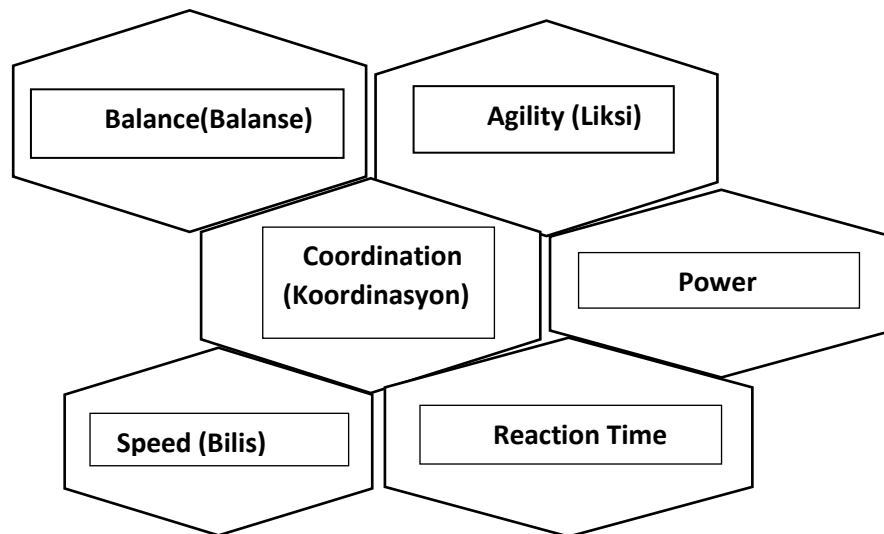 Balance(Balanse)
Agility (Liksi)
Coordination
(Koordinasyon)
Power
Speed (Bilis)
Reaction Time